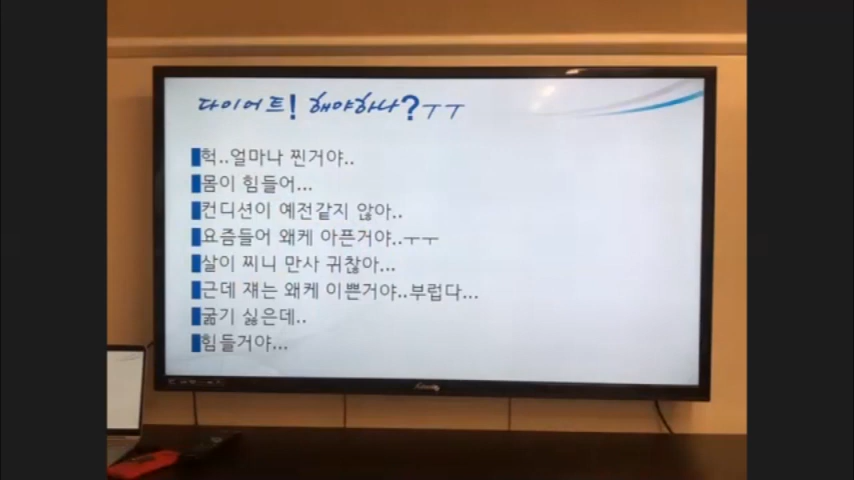 다이어트! 해야하나?ㅜㅜ
헉..얼마나 찐거야..
몸이 힘들어...
컨디션이 예전같지 않아..
요즘들어 왜케 아픈거야..ㅜㅜ
살이 찌니 만사 귀찮아...
근데 쟤는 왜케 이쁜거야..부럽다...
굶기 싫은데..
힘들거야...